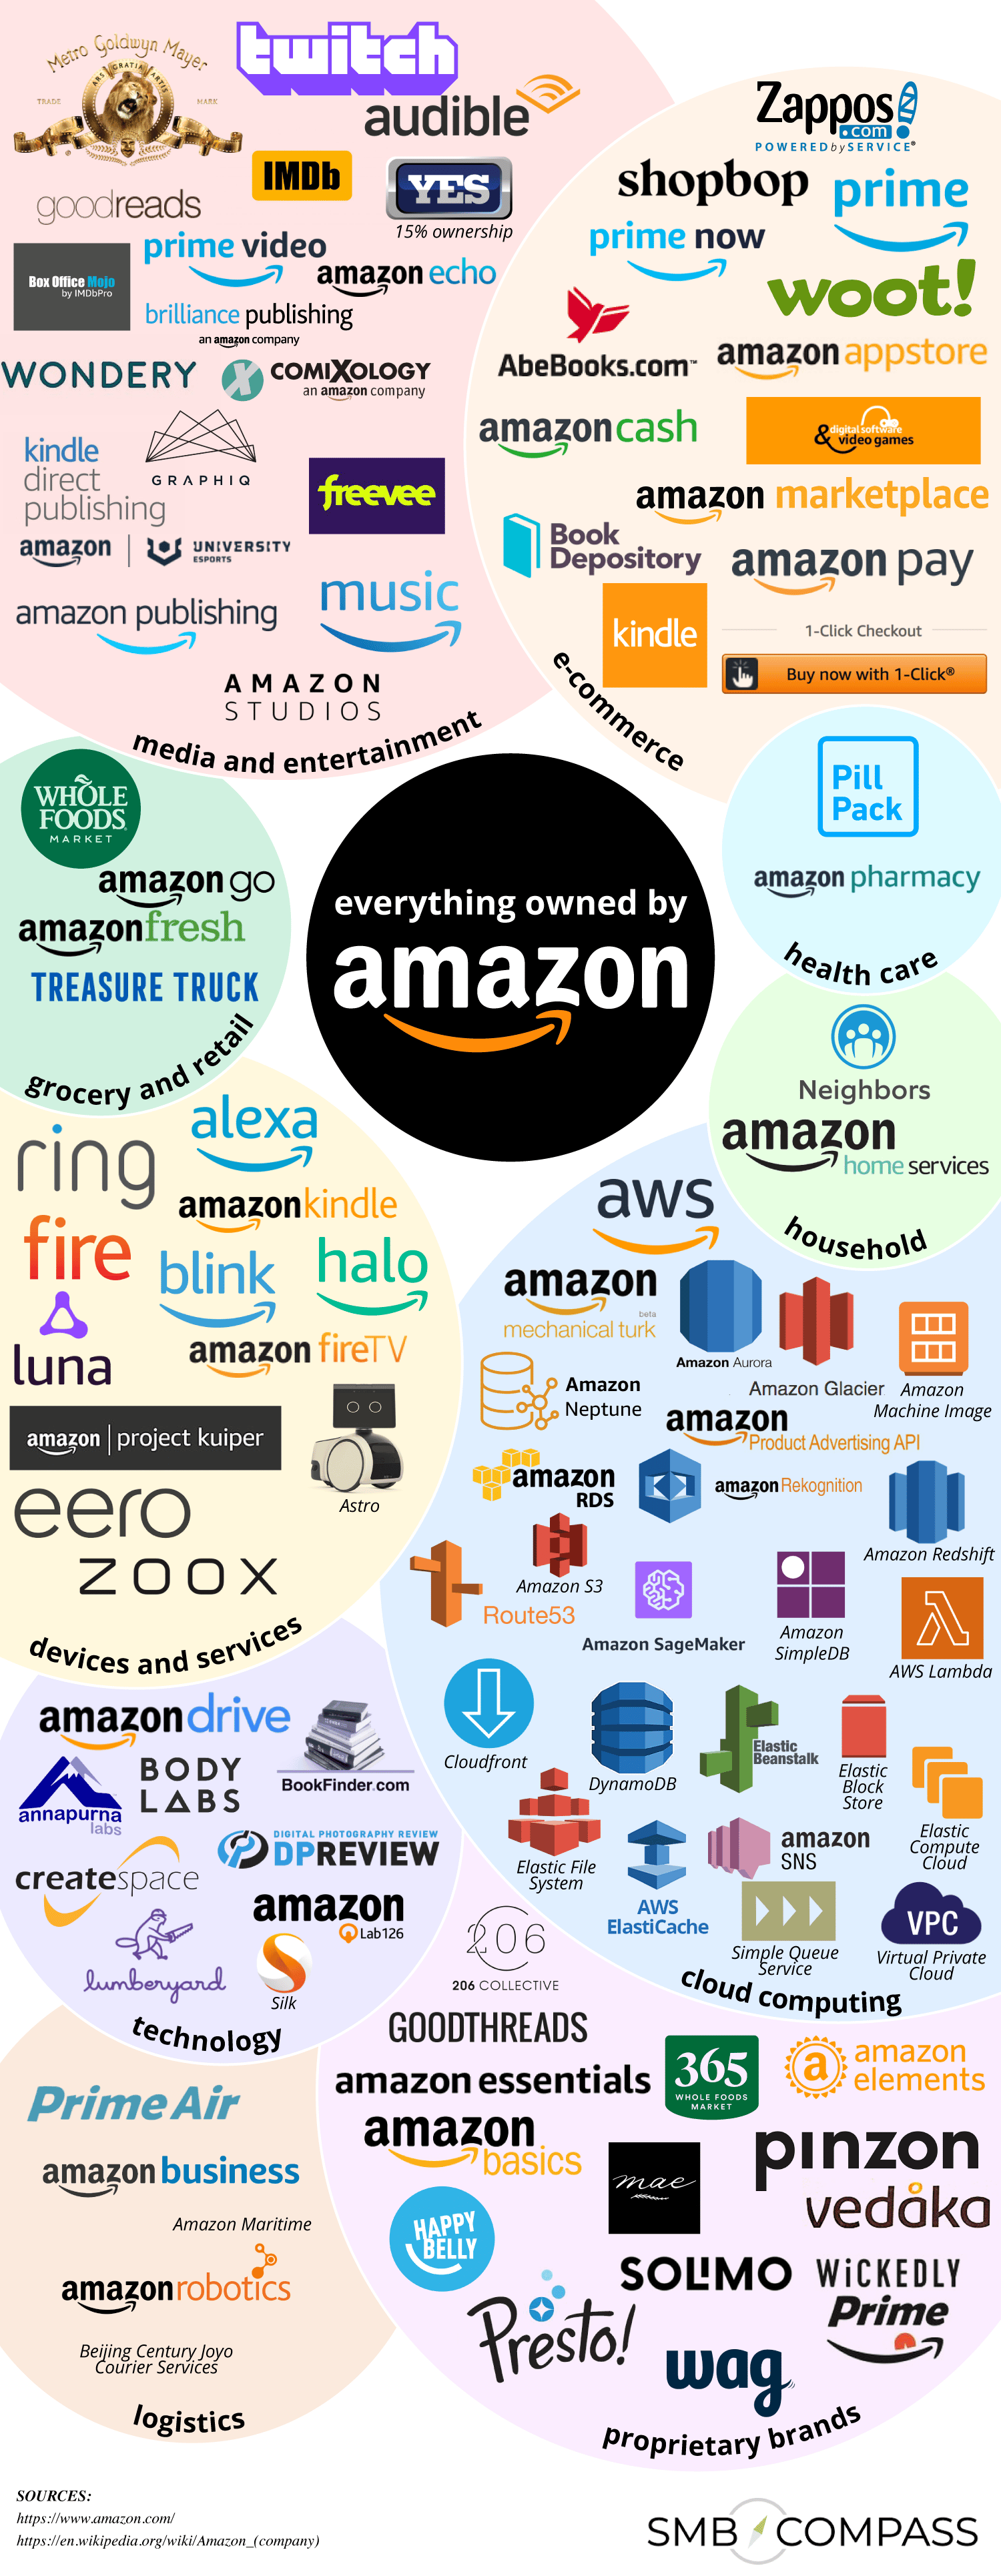 Metro Goldwyn Mayer
ARS GRATIA ARTIS
TRADE MARK
twitch
audible
IMDb
YES
15% ownership
goodreads
prime video
Box Office Mojo
by IMDbPro
amazon echo
brilliance publishing
an amazon company
WONDERY
COMIXOLOGY
an amazon company
kindle
direct
publishing
GRAPHIQ
freevee
amazon | UNIVERSITY
ESPORTS
amazon publishing
music
AMAZON
STUDIOS
media and entertainment
Zappos
.com
POWEREDbySERVICE®
shopbop
prime
prime now
woot!
AbeBooks.com™
amazon appstore
amazon cash
digital software
& video games
amazon marketplace
Book
Depository
amazon pay
kindle
1-Click Checkout
Buy now with 1-Click®
e-commerce
WHOLE
FOODS
MARKET
amazon go
amazonfresh
TREASURE TRUCK
grocery and retail
everything owned by
amazon
Pill
Pack
amazon pharmacy
health care
Neighbors
amazon
home services
household
ring
alexa
amazonkindle
fire
blink
halo
luna
amazon fireTV
amazon | project kuiper
Astro
eero
ZOOX
devices and services
aws
amazon
beta
mechanical turk
Amazon Aurora
Amazon Glacier
Amazon
Machine Image
Amazon
Neptune
amazon
Product Advertising API
amazon
RDS
amazon Rekognition
Amazon Redshift
Amazon S3
Route53
Amazon SageMaker
Amazon
SimpleDB
AWS Lambda
Cloudfront
DynamoDB
Elastic
Beanstalk
Elastic
Block
Store
Elastic
Compute
Cloud
Elastic File
System
AWS
ElastiCache
amazon
SNS
Simple Queue
Service
VPC
Virtual Private
Cloud
cloud computing
amazon drive
annapurna
labs
BODY
LABS
BookFinder.com
createspace
DIGITAL PHOTOGRAPHY REVIEW
DPREVIEW
amazon
Lab126
lumberyard
Silk
technology
Prime Air
amazon business
Amazon Maritime
amazon robotics
Beijing Century Joyo
Courier Services
logistics
206
206 COLLECTIVE
GOODTHREADS
amazon essentials
365
WHOLE FOODS
MARKET
a
amazon
elements
amazon
basics
mae
pinzon
vedaka
HAPPY
BELLY
SOLIMO
WiCKEDLY
Prime
Presto!
wag
proprietary brands
SOURCES:
https://www.amazon.com/
https://en.wikipedia.org/wiki/Amazon_(company)
SMB COMPASS